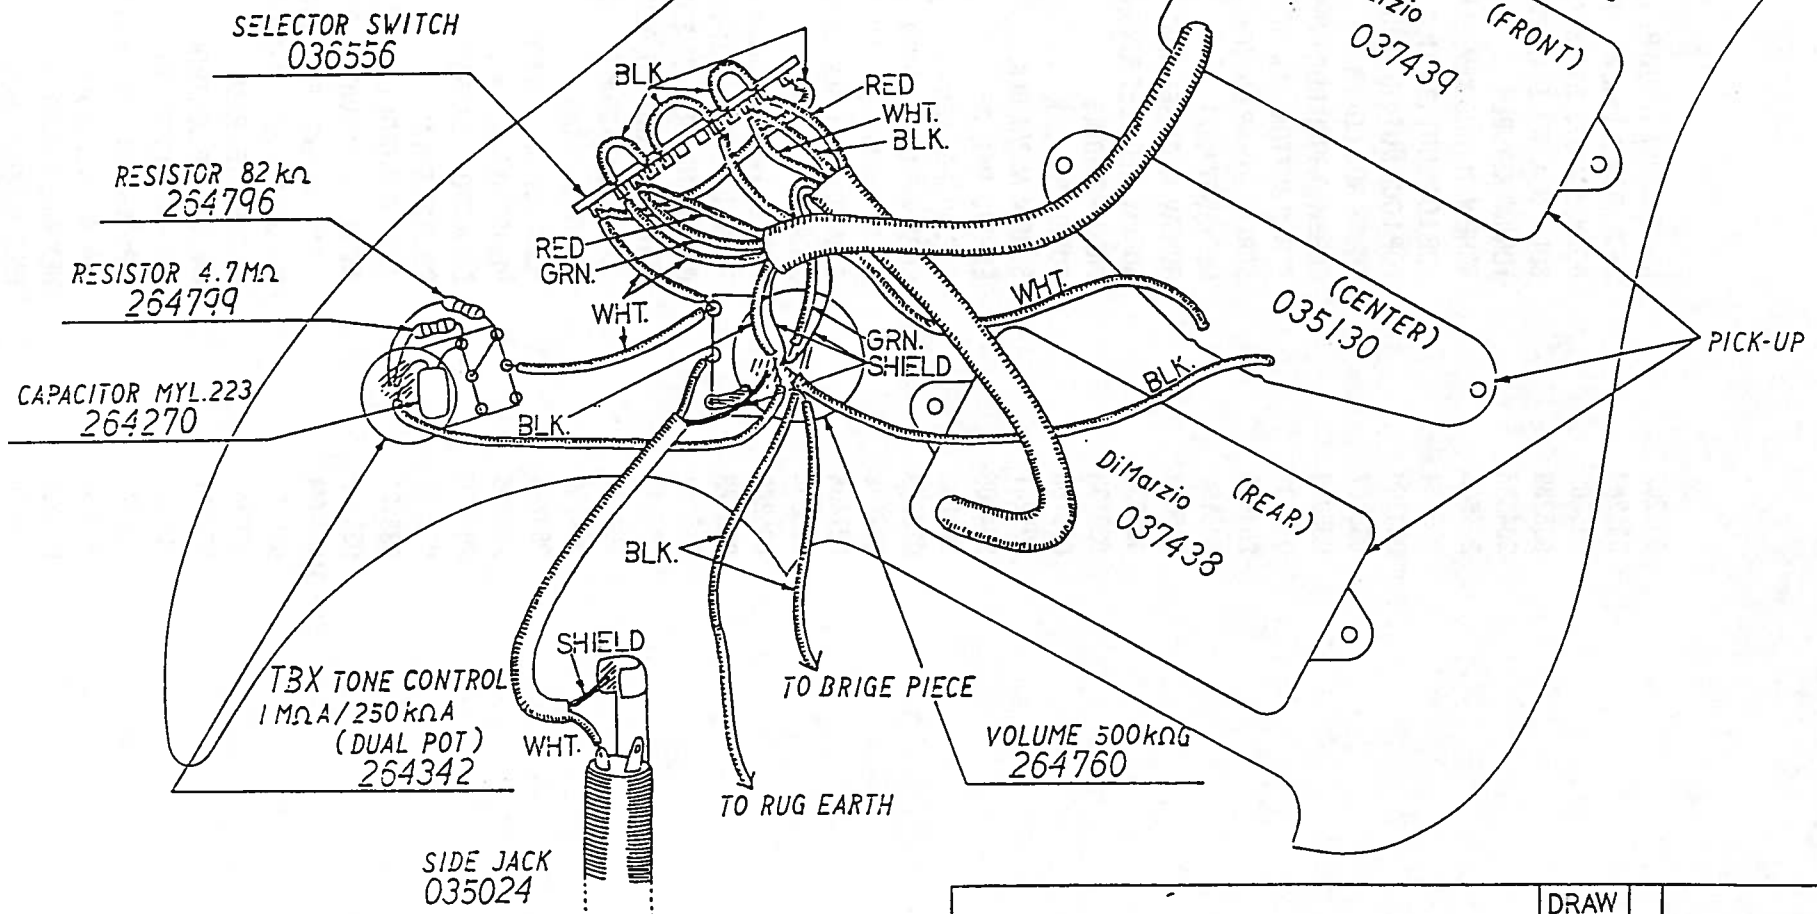 SELECTOR SWITCH
036556
RESISTOR 82kΩ
264796
RESISTOR 4.7MΩ
264799
CAPACITOR MYL.223
264270
BLK
RED
WHT.
BLK.
RED
GRN.
WHT.
GRN.
SHIELD
BLK.
WHT.
BLK.
(FRONT)
037439
(CENTER)
035130
PICK-UP
DiMarzio
(REAR)
037438
BLK.
SHIELD
WHT.
TO BRIGE PIECE
TO RUG EARTH
TBX TONE CONTROL
1MΩA/250kΩA
(DUAL POT)
264342
VOLUME 500kΩG
264760
SIDE JACK
035024
DRAW